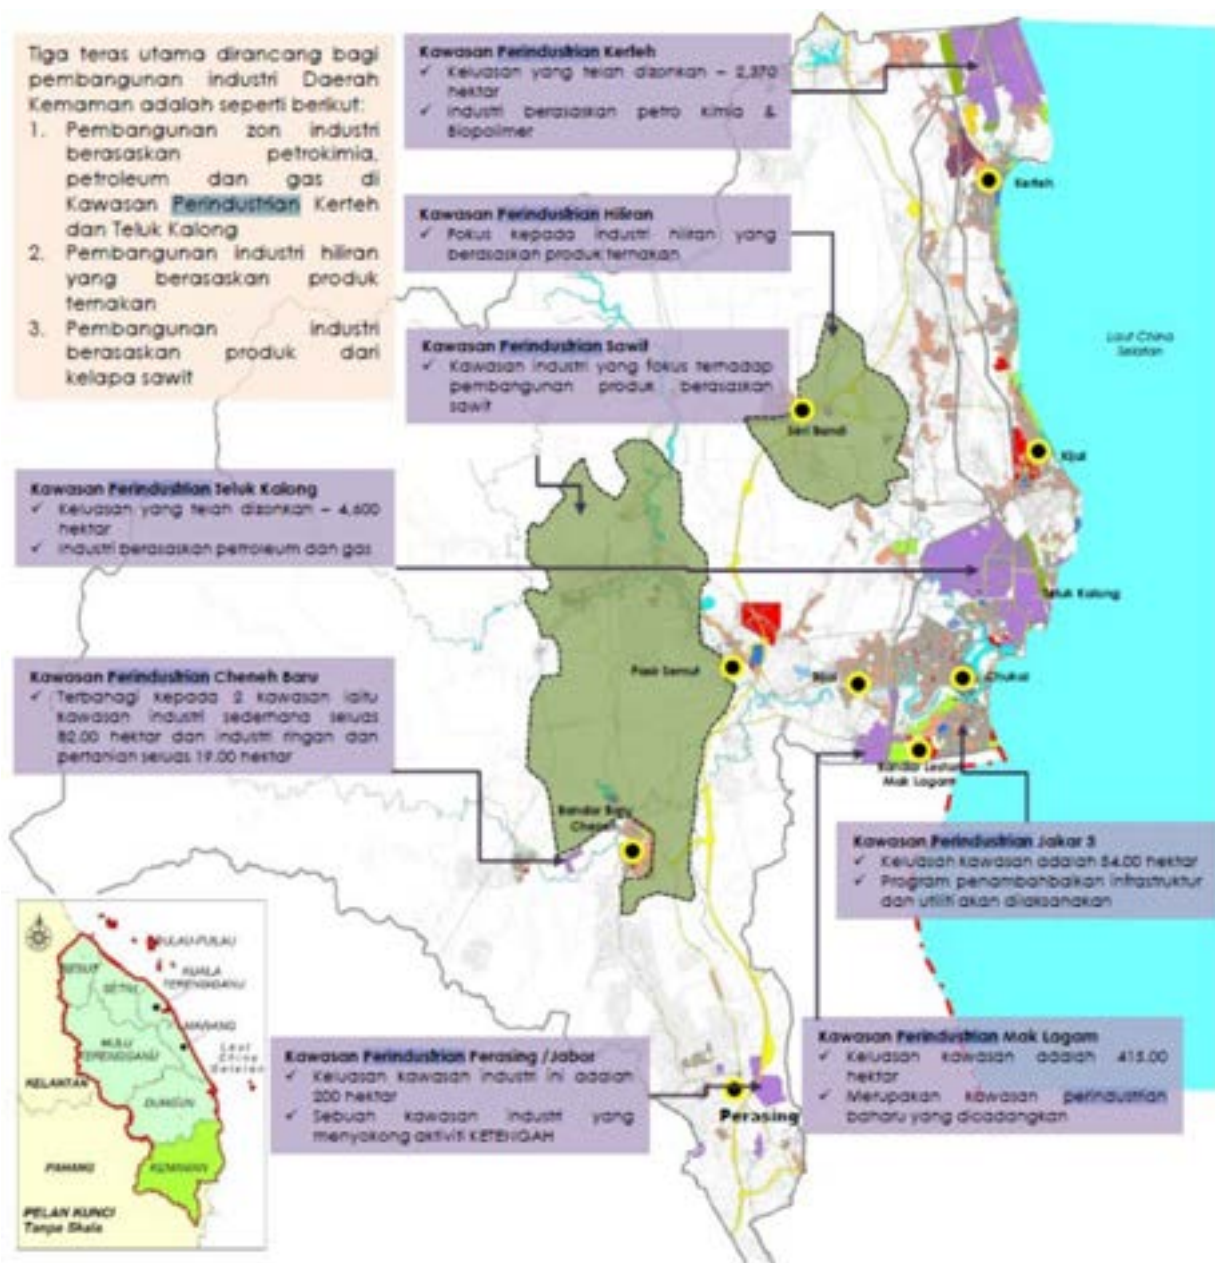 Tiga teras utama dirancang bagi
pembangunan industri Daerah
Kemaman adalah seperti berikut:
1. Pembangunan zon industri
berasaskan petrokimia,
petroleum dan gas di
Kawasan Perindustrian Kerteh
dan Teluk Kalong
2. Pembangunan industri hiliran
yang berasaskan produk
ternakan
3. Pembangunan industri
berasaskan produk dari
kelapa sawit
Kawasan Perindustrian Kerteh
✓ Keluasan yang telah dizonkan – 2,370
hektar
✓ Industri berasaskan petro kimia &
Biopolimer
Kawasan Perindustrian Hiliran
✓ Fokus kepada industri hiliran yang
berasaskan produk ternakan
Kawasan Perindustrian Sawit
✓ Kawasan industri yang fokus terhadap
pembangunan produk berasaskan
sawit
Kawasan Perindustrian Teluk Kalong
✓ Keluasan yang telah dizonkan – 4,600
hektar
✓ Industri berasaskan petroleum dan gas
Kawasan Perindustrian Cheneh Baru
✓ Terbahagi kepada 2 kawasan iaitu
kawasan industri sederhana seluas
82.00 hektar dan industri ringan dan
pertanian seluas 19.00 hektar
Kawasan Perindustrian Jakar 3
✓ Keluasan kawasan adalah 54.00 hektar
✓ Program penambahbaikan infrastruktur
dan utiliti akan dilaksanakan
Kawasan Perindustrian Mak Lagam
✓ Keluasan kawasan adalah 415.00
hektar
✓ Merupakan kawasan perindustrian
baharu yang dicadangkan
Kawasan Perindustrian Perasing /Jabor
✓ Keluasan kawasan industri ini adalah
200 hektar
✓ Sebuah kawasan industri yang
menyokong aktiviti KETENGAH
Kerteh
Laut China
Selatan
Seri Bandi
Kijal
Teluk Kalong
Pasir Semut
Bijai
Chukai
Bandar Lestari
Mak Lagam
Bandar Baru
Cheneh
Perasing
PULAU-PULAU
BESUT
SETIU
KUALA
TERENGGANU
MARANG
HULU
TERENGGANU
Laut
China
Selatan
KELANTAN
DUNGUN
PAHANG
KEMAMAN
PELAN KUNCI
Tanpa Skala